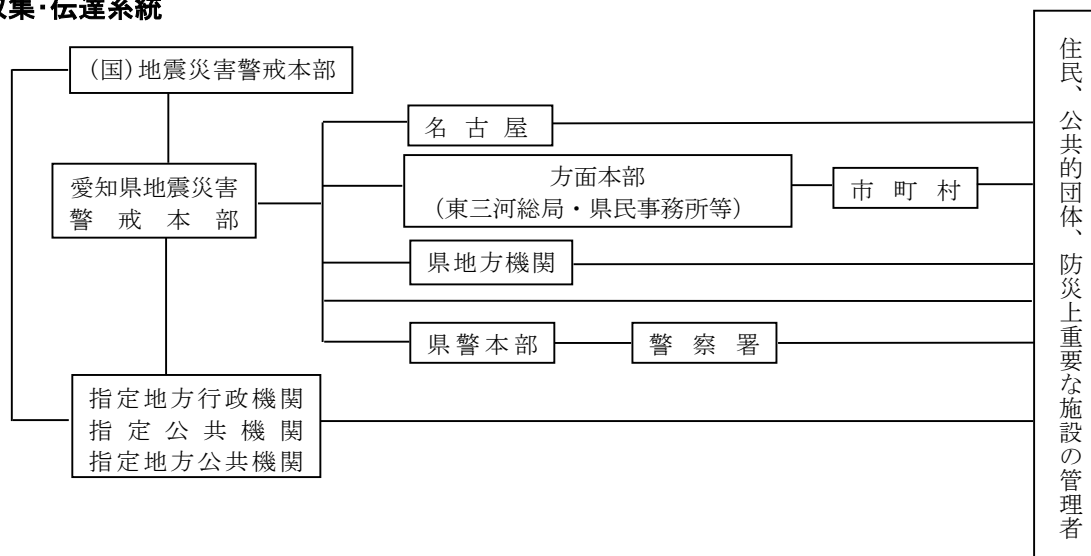 収集・伝達系統
(国)地震災害警戒本部
名古屋
愛知県地震災害
警戒本部
方面本部
(東三河総局・県民事務所等)
市町村
県地方機関
県警本部
警察署
指定地方行政機関
指定公共機関
指定地方公共機関
住民、公共的団体、防災上重要な施設の管理者